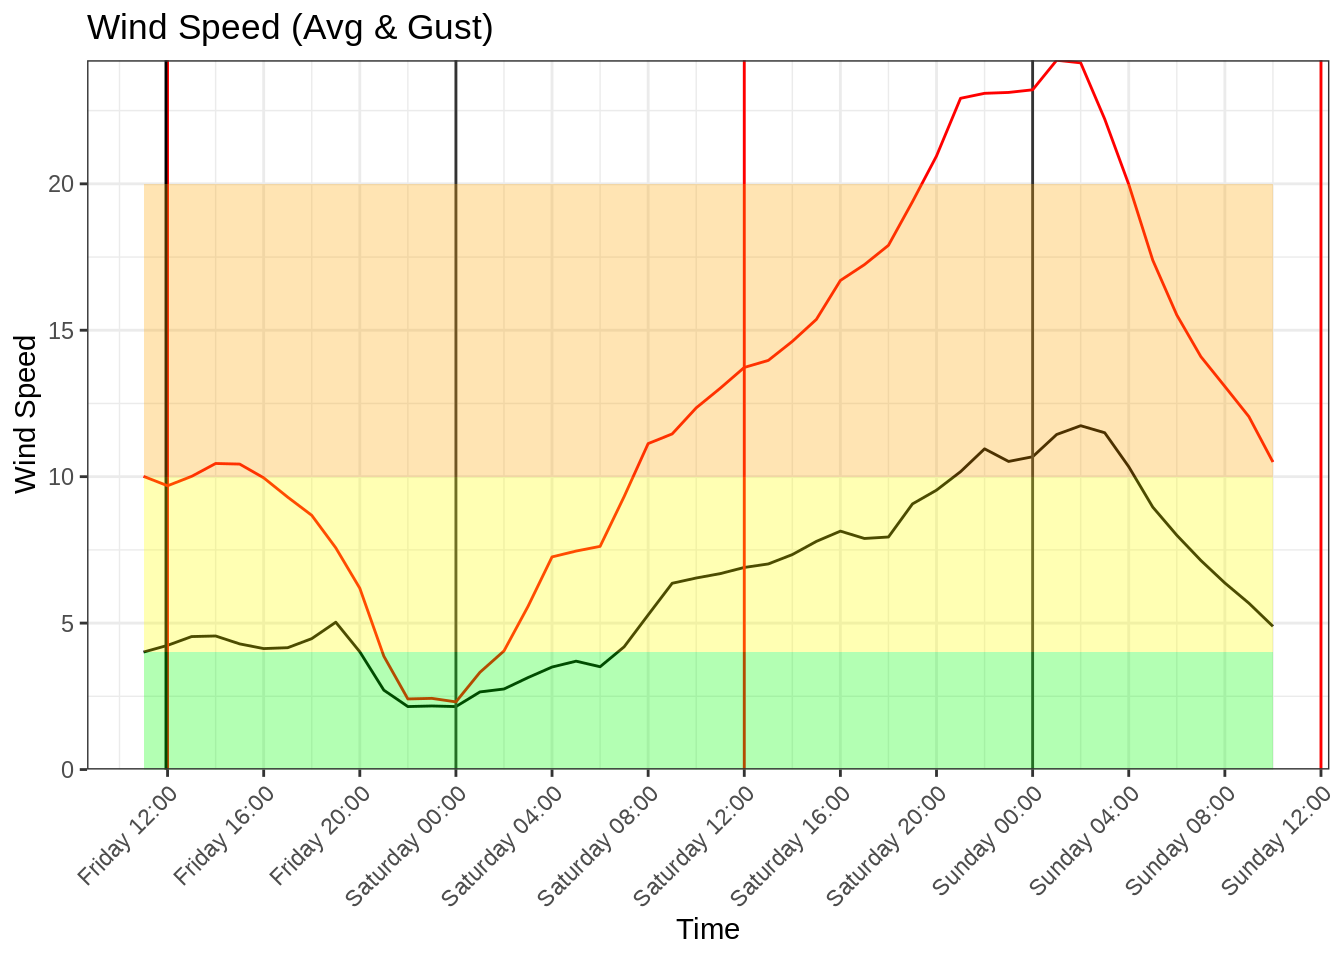 Wind Speed (Avg & Gust)
Wind Speed
20
15
10
5
0
Friday 12:00
Friday 16:00
Friday 20:00
Saturday 00:00
Saturday 04:00
Saturday 08:00
Saturday 12:00
Saturday 16:00
Saturday 20:00
Sunday 00:00
Sunday 04:00
Sunday 08:00
Sunday 12:00
Time